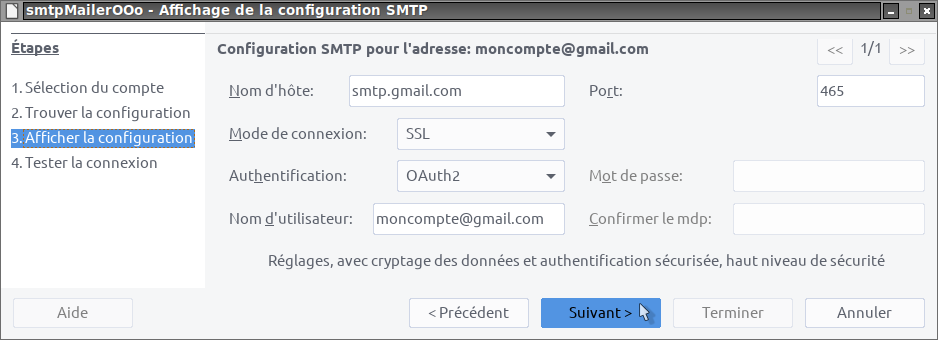 smtpMailerOOo - Affichage de la configuration SMTP
Étapes
1. Sélection du compte
2. Trouver la configuration
3. Afficher la configuration
4. Tester la connexion
Configuration SMTP pour l'adresse: moncompte@gmail.com
<< 1/1 >>
Nom d'hôte: smtp.gmail.com Port: 465
Mode de connexion: SSL
Authentification: OAuth2 Mot de passe:
Nom d'utilisateur: moncompte@gmail.com Confirmer le mdp:
Réglages, avec cryptage des données et authentification sécurisée, haut niveau de sécurité
Aide < Précédent Suivant > Terminer Annuler